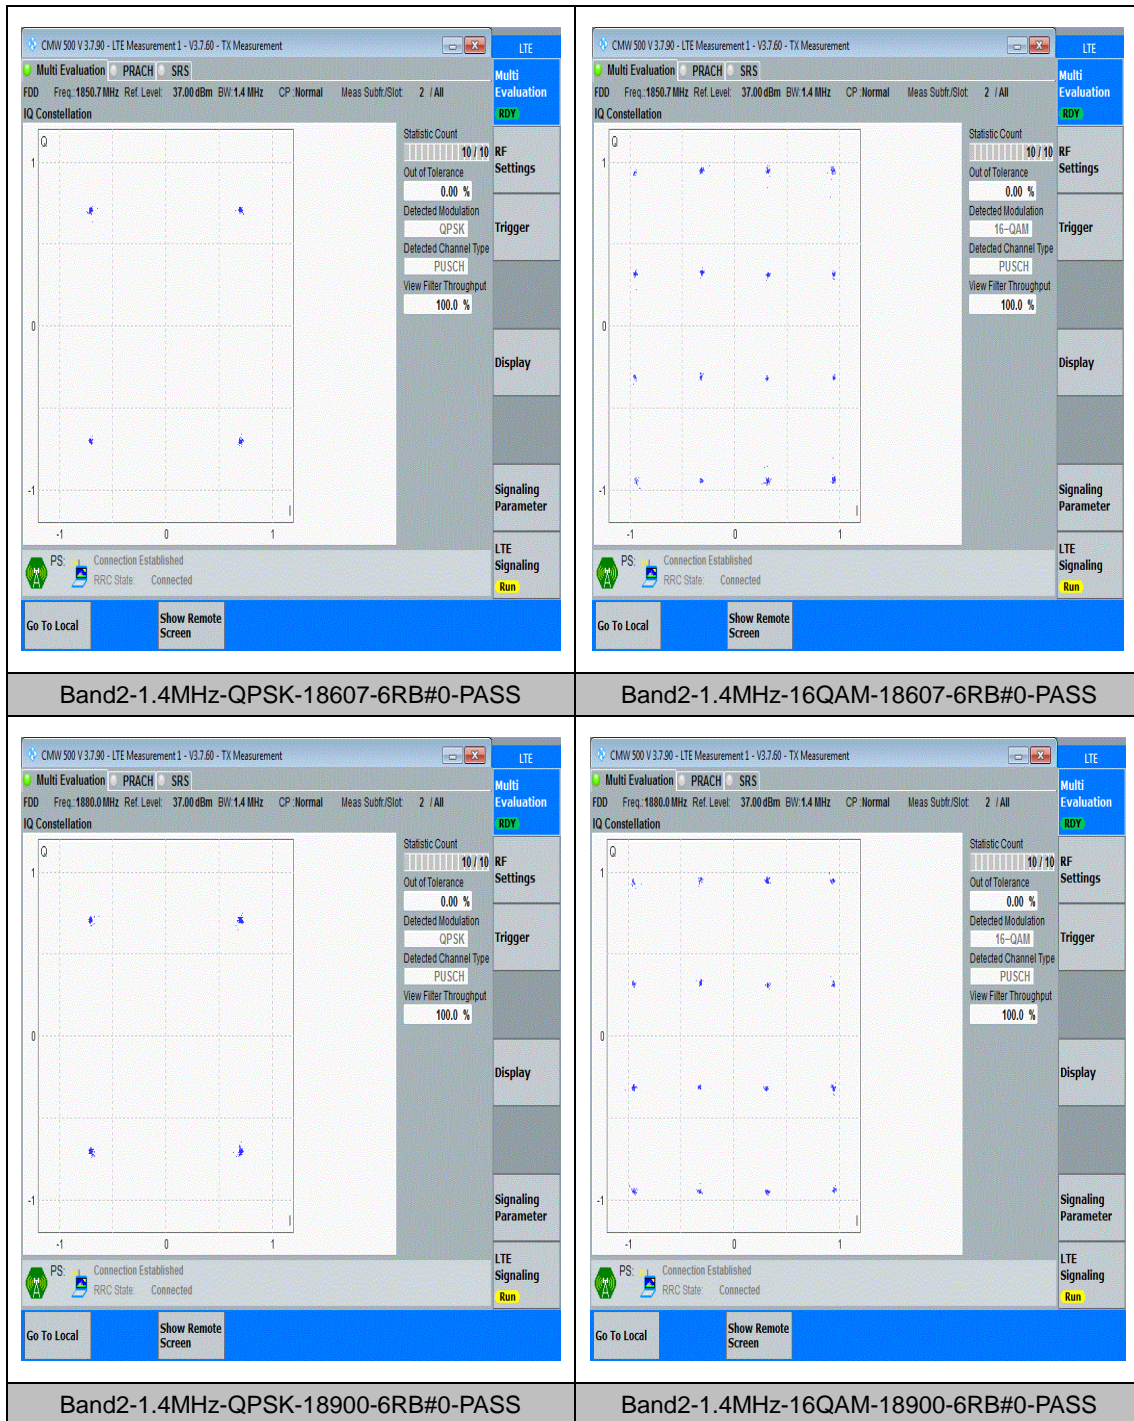 CMW 500 V 3.7.90 - LTE Measurement 1 - V3.7.60 - TX Measurement
LTE
Multi Evaluation PRACH SRS
Multi Evaluation
RDY
FDD Freq.:1850.7 MHz Ref. Level: 37.00 dBm BW:1.4 MHz CP :Normal Meas Subfr./Slot: 2 / All
IQ Constellation
Q
1
0
-1
-1 0 1
I
Statistic Count
10 / 10
Out of Tolerance
0.00 %
Detected Modulation
QPSK
Detected Channel Type
PUSCH
View Filter Throughput
100.0 %
RF Settings
Trigger
Display
Signaling Parameter
LTE Signaling
Run
PS: Connection Established
RRC State: Connected
Go To Local
Show Remote Screen
CMW 500 V 3.7.90 - LTE Measurement 1 - V3.7.60 - TX Measurement
LTE
Multi Evaluation PRACH SRS
Multi Evaluation
RDY
FDD Freq.:1850.7 MHz Ref. Level: 37.00 dBm BW:1.4 MHz CP :Normal Meas Subfr./Slot: 2 / All
IQ Constellation
Q
1
0
-1
-1 0 1
I
Statistic Count
10 / 10
Out of Tolerance
0.00 %
Detected Modulation
16-QAM
Detected Channel Type
PUSCH
View Filter Throughput
100.0 %
RF Settings
Trigger
Display
Signaling Parameter
LTE Signaling
Run
PS: Connection Established
RRC State: Connected
Go To Local
Show Remote Screen
Band2-1.4MHz-QPSK-18607-6RB#0-PASS
Band2-1.4MHz-16QAM-18607-6RB#0-PASS
CMW 500 V 3.7.90 - LTE Measurement 1 - V3.7.60 - TX Measurement
LTE
Multi Evaluation PRACH SRS
Multi Evaluation
RDY
FDD Freq.:1880.0 MHz Ref. Level: 37.00 dBm BW:1.4 MHz CP :Normal Meas Subfr./Slot: 2 / All
IQ Constellation
Q
1
0
-1
-1 0 1
I
Statistic Count
10 / 10
Out of Tolerance
0.00 %
Detected Modulation
QPSK
Detected Channel Type
PUSCH
View Filter Throughput
100.0 %
RF Settings
Trigger
Display
Signaling Parameter
LTE Signaling
Run
PS: Connection Established
RRC State: Connected
Go To Local
Show Remote Screen
CMW 500 V 3.7.90 - LTE Measurement 1 - V3.7.60 - TX Measurement
LTE
Multi Evaluation PRACH SRS
Multi Evaluation
RDY
FDD Freq.:1880.0 MHz Ref. Level: 37.00 dBm BW:1.4 MHz CP :Normal Meas Subfr./Slot: 2 / All
IQ Constellation
Q
1
0
-1
-1 0 1
I
Statistic Count
10 / 10
Out of Tolerance
0.00 %
Detected Modulation
16-QAM
Detected Channel Type
PUSCH
View Filter Throughput
100.0 %
RF Settings
Trigger
Display
Signaling Parameter
LTE Signaling
Run
PS: Connection Established
RRC State: Connected
Go To Local
Show Remote Screen
Band2-1.4MHz-QPSK-18900-6RB#0-PASS
Band2-1.4MHz-16QAM-18900-6RB#0-PASS